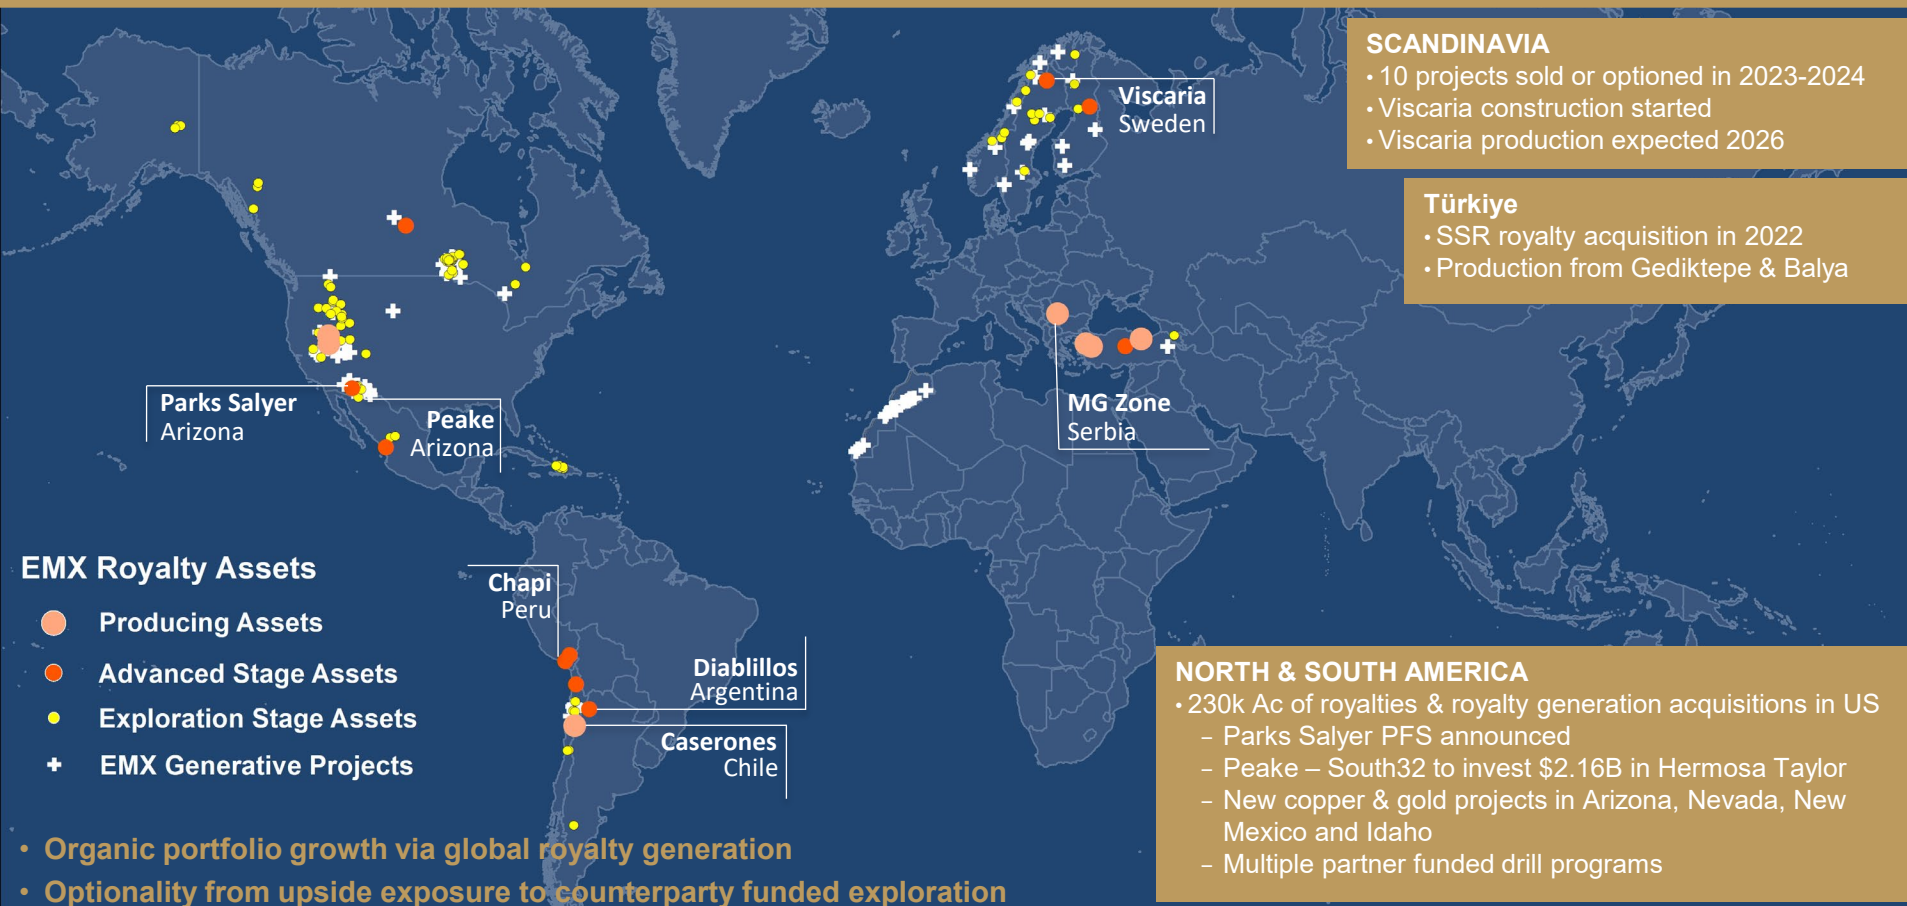 SCANDINAVIA
• 10 projects sold or optioned in 2023-2024
• Viscaria construction started
• Viscaria production expected 2026
Türkiye
• SSR royalty acquisition in 2022
• Production from Gediktepe & Balya
Viscaria
Sweden
Parks Salyer
Arizona
Peake
Arizona
MG Zone
Serbia
EMX Royalty Assets
Producing Assets
Advanced Stage Assets
Exploration Stage Assets
EMX Generative Projects
Chapi
Peru
Diablillos
Argentina
Caserones
Chile
NORTH & SOUTH AMERICA
• 230k Ac of royalties & royalty generation acquisitions in US
– Parks Salyer PFS announced
– Peake – South32 to invest $2.16B in Hermosa Taylor
– New copper & gold projects in Arizona, Nevada, New
Mexico and Idaho
– Multiple partner funded drill programs
• Organic portfolio growth via global royalty generation
• Optionality from upside exposure to counterparty funded exploration